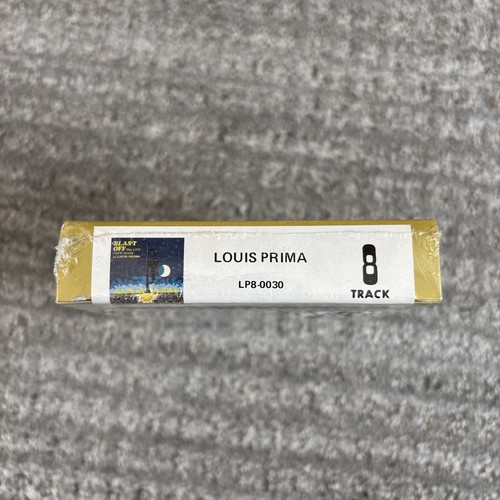 BLAST
OFF
LOUIS PRIMA
LP8-0030
8
TRACK